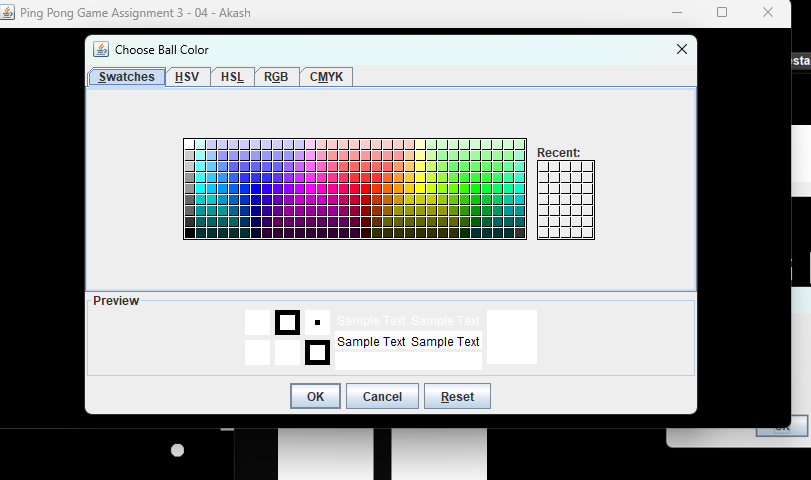 Ping Pong Game Assignment 3 - 04 - Akash
Choose Ball Color
Swatches HSV HSL RGB CMYK
esta
Recent:
Preview
Sample Text Sample Text
Sample Text Sample Text
OK Cancel Reset